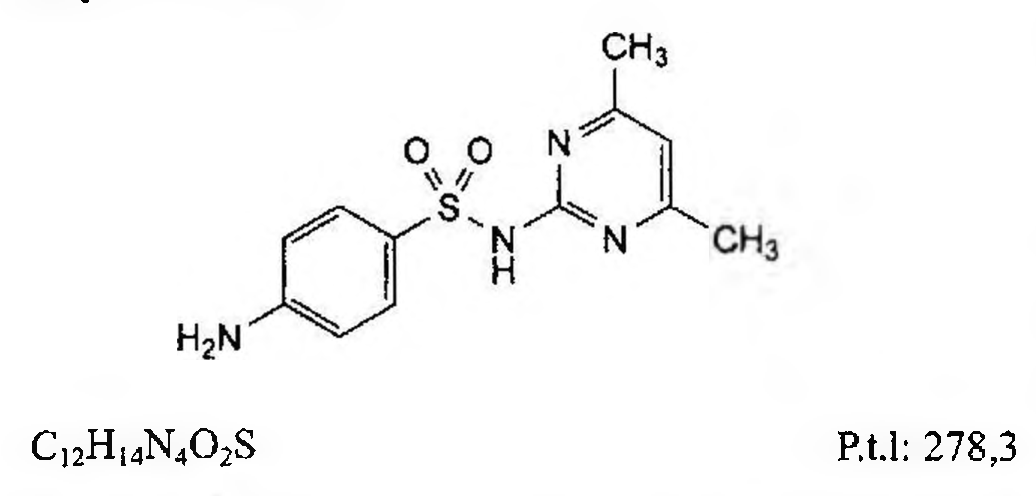 CH₃
N
O O
S
N
H
N
CH₃
H₂N
C₁₂H₁₄N₄O₂S P.t.l: 278,3